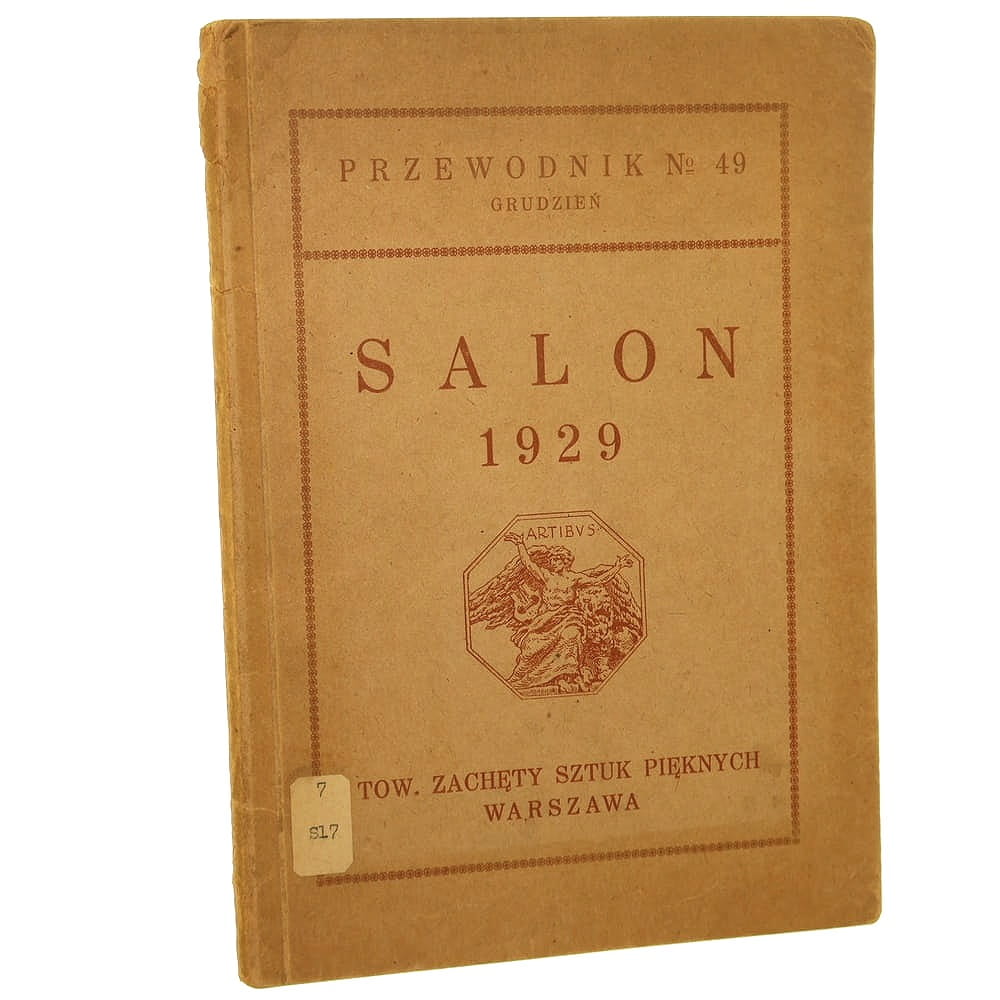 PRZEWODNIK № 49
GRUDZIEŃ
SALON
1929
ARTIBVS
TOW. ZACHĘTY SZTUK PIĘKNYCH
WARSZAWA
7
S17